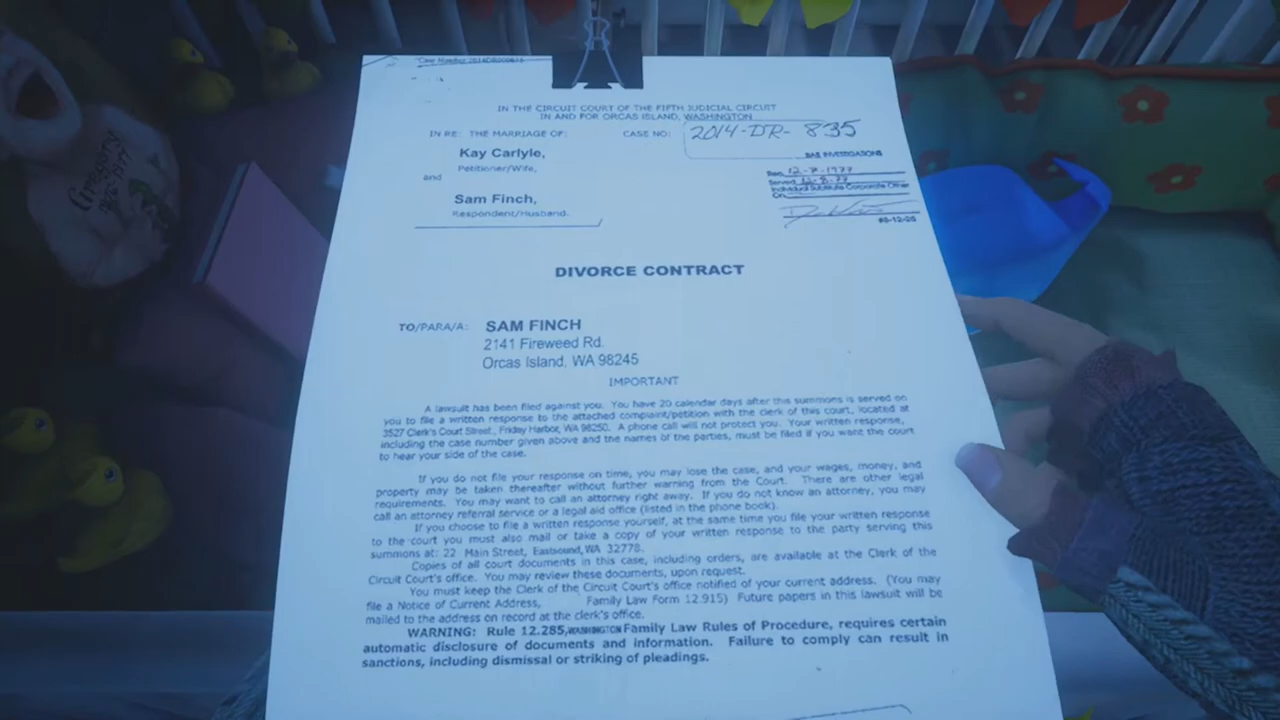 IN THE CIRCUIT COURT OF THE FIFTH JUDICIAL CIRCUIT
IN AND FOR ORCAS ISLAND, WASHINGTON
IN RE: THE MARRIAGE OF:
CASE NO:
2014-DR- 835
Kay Carlyle,
Petitioner/Wife,
and
Sam Finch,
Respondent/Husband.
INVESTIGATIONS
12-7-1977
Served
Individual Substitute Corporate Other
DIVORCE CONTRACT
TO/PARA/A:
SAM FINCH
2141 Fireweed Rd.
Orcas Island, WA 98245
IMPORTANT
A lawsuit has been filed against you. You have 20 calendar days after this summons is served on
you to file a written response to the attached complaint/petition with the clerk of this court, located at
3527 Clerk's Court Street, Friday Harbor, WA 98250. A phone call will not protect you. Your written response,
including the case number given above and the names of the parties, must be filed if you want the court
to hear your side of the case.
If you do not file your response on time, you may lose the case, and your wages, money, and
property may be taken thereafter without further warning from the Court. There are other legal
requirements. You may want to call an attorney right away. If you do not know an attorney, you may
call an attorney referral service or a legal aid office (listed in the phone book).
If you choose to file a written response yourself, at the same time you file your written response
to the court you must also mail or take a copy of your written response to the party serving this
summons at: 22 Main Street, Eastsound, WA 32778.
Copies of all court documents in this case, including orders, are available at the Clerk of the
Circuit Court's office. You may review these documents, upon request.
You must keep the Clerk of the Circuit Court's office notified of your current address. (You may
file a Notice of Current Address, Family Law Form 12.915) Future papers in this lawsuit will be
mailed to the address on record at the clerk's office.
WARNING: Rule 12.285, WASHINGTON Family Law Rules of Procedure, requires certain
automatic disclosure of documents and information. Failure to comply can result in
sanctions, including dismissal or striking of pleadings.